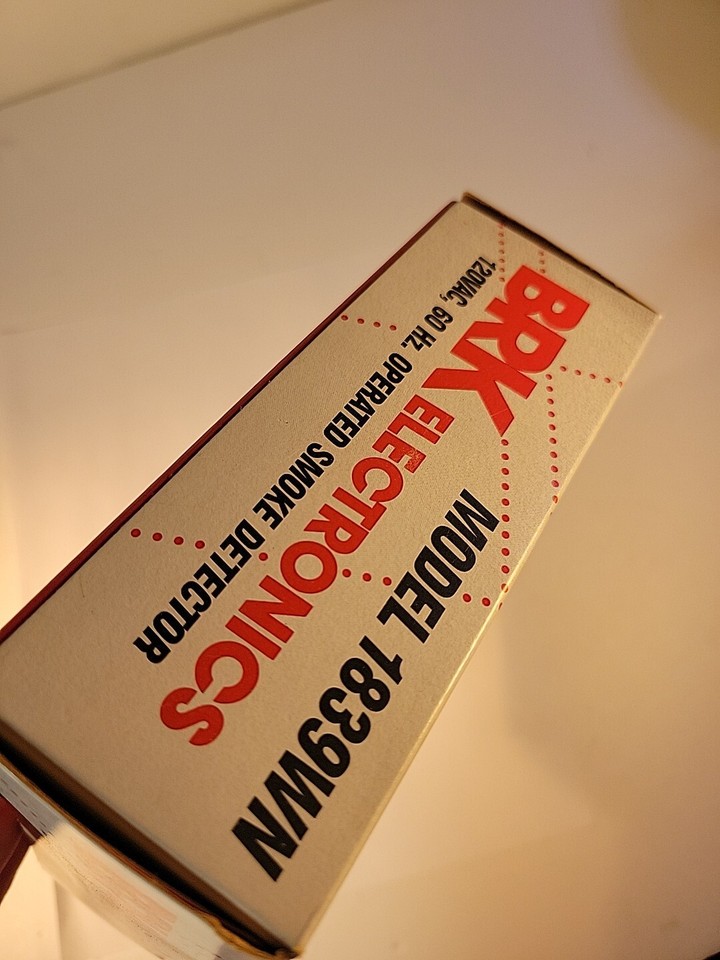 MODEL 1839WN
BRK ELECTRONICS
120VAC, 60 Hz. OPERATED SMOKE DETECTOR